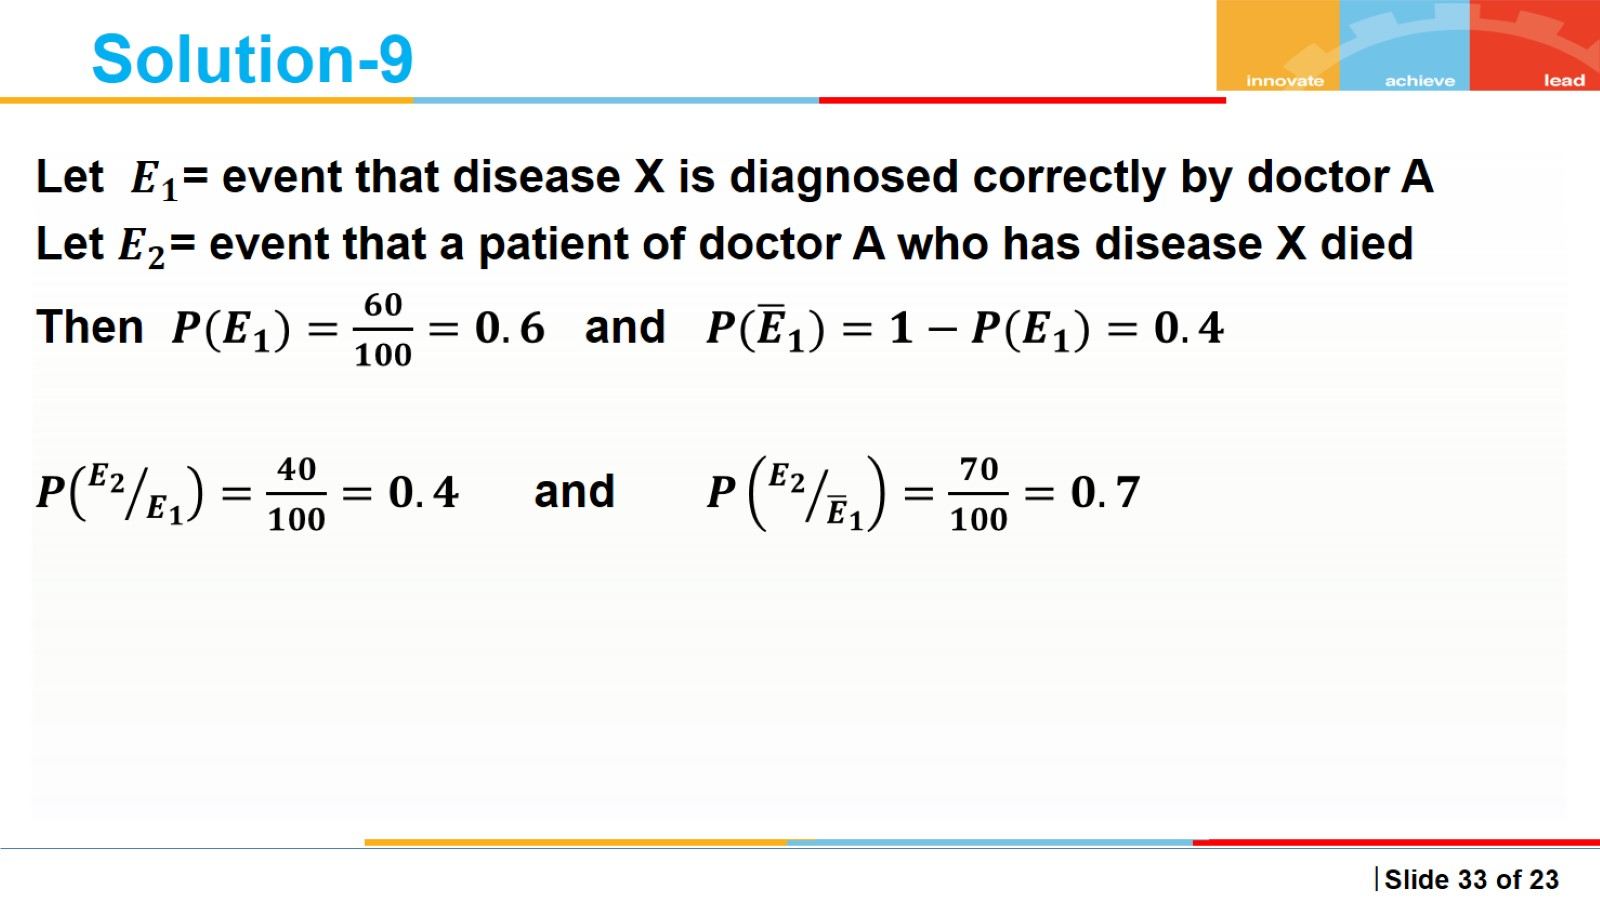 Solution-9
innovate achieve lead
Let E₁= event that disease X is diagnosed correctly by doctor A
Let E₂= event that a patient of doctor A who has disease X died
Then P(E₁) = 60/100 = 0.6 and P(E̅₁) = 1 − P(E₁) = 0.4
P(E₂/E₁) = 40/100 = 0.4 and P(E₂/E̅₁) = 70/100 = 0.7
Slide 33 of 23